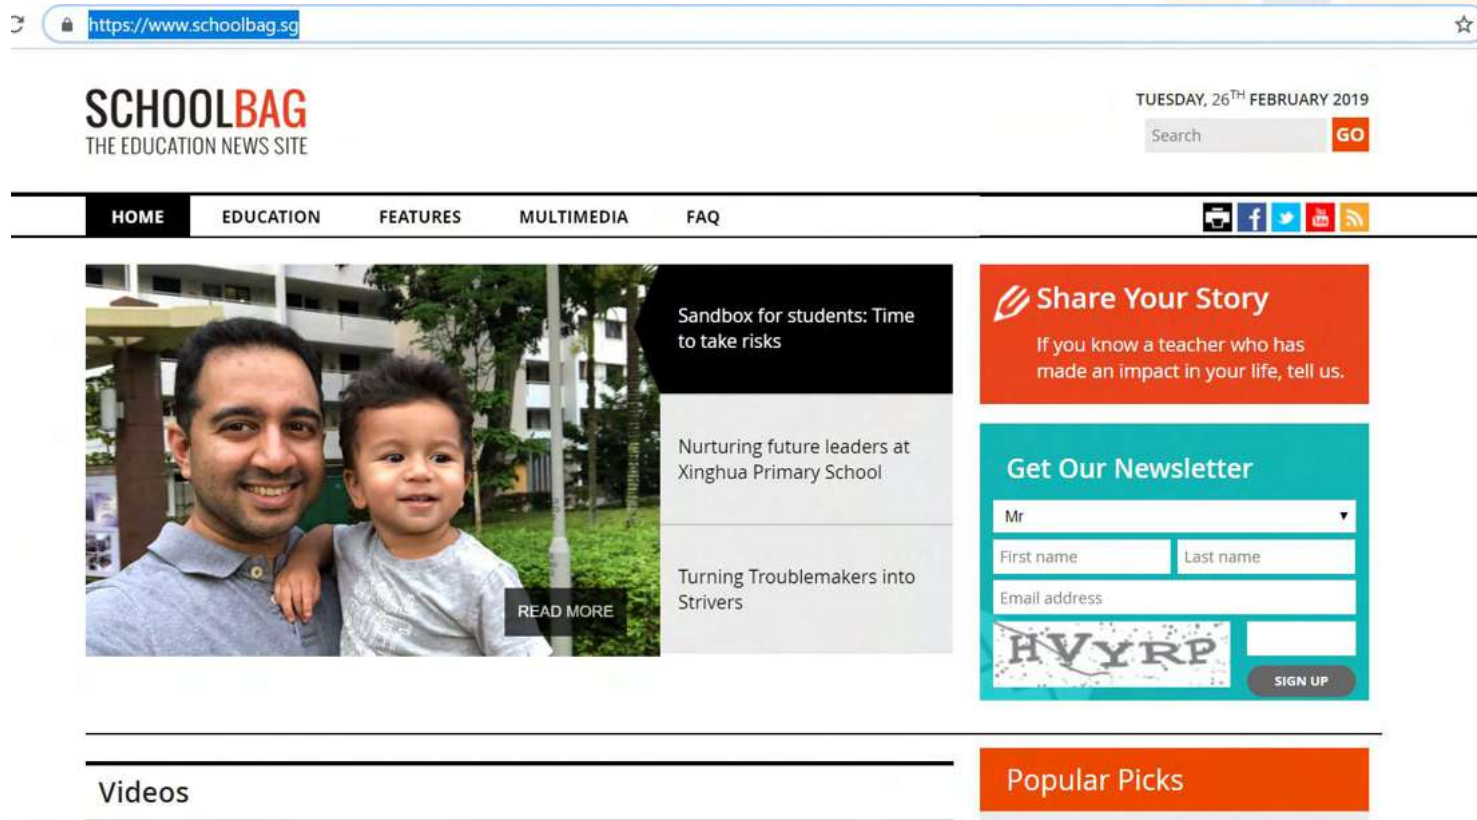 https://www.schoolbag.sg
SCHOOLBAG
THE EDUCATION NEWS SITE
TUESDAY, 26TH FEBRUARY 2019
Search
GO
HOME
EDUCATION
FEATURES
MULTIMEDIA
FAQ
Sandbox for students: Time
to take risks
Nurturing future leaders at
Xinghua Primary School
Turning Troublemakers into
Strivers
READ MORE
Share Your Story
If you know a teacher who has
made an impact in your life, tell us.
Get Our Newsletter
Mr
First name
Last name
Email address
HVYRP
SIGN UP
Videos
Popular Picks